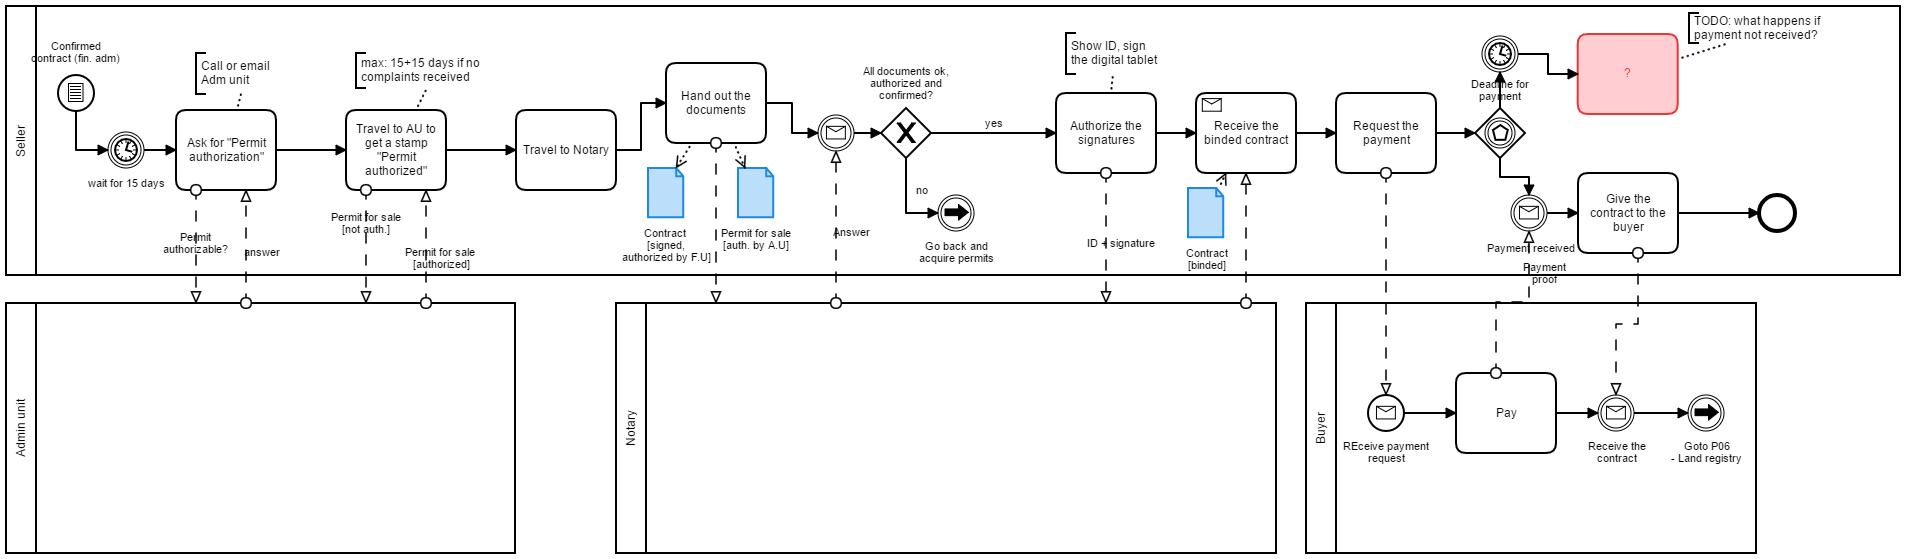 Seller
Confirmed
contract (fin. adm)
wait for 15 days
Call or email
Adm unit
Ask for "Permit
authorization"
Permit
authorizable?
answer
max: 15+15 days if no
complaints received
Travel to AU to
get a stamp
"Permit
authorized"
Permit for sale
[not auth.]
Permit for sale
[authorized]
Travel to Notary
Hand out the
documents
Contract
[signed,
authorized by F.U]
Permit for sale
[auth. by A.U]
Answer
All documents ok,
authorized and
confirmed?
yes
no
Go back and
acquire permits
Show ID, sign
the digital tablet
Authorize the
signatures
ID + signature
Receive the
binded contract
Contract
[binded]
Request the
payment
Deadline for
payment
?
TODO: what happens if
payment not received?
Payment received
Payment
proof
Give the
contract to the
buyer
Admin unit
Notary
Buyer
REceive payment
request
Pay
Receive the
contract
Goto P06
- Land registry